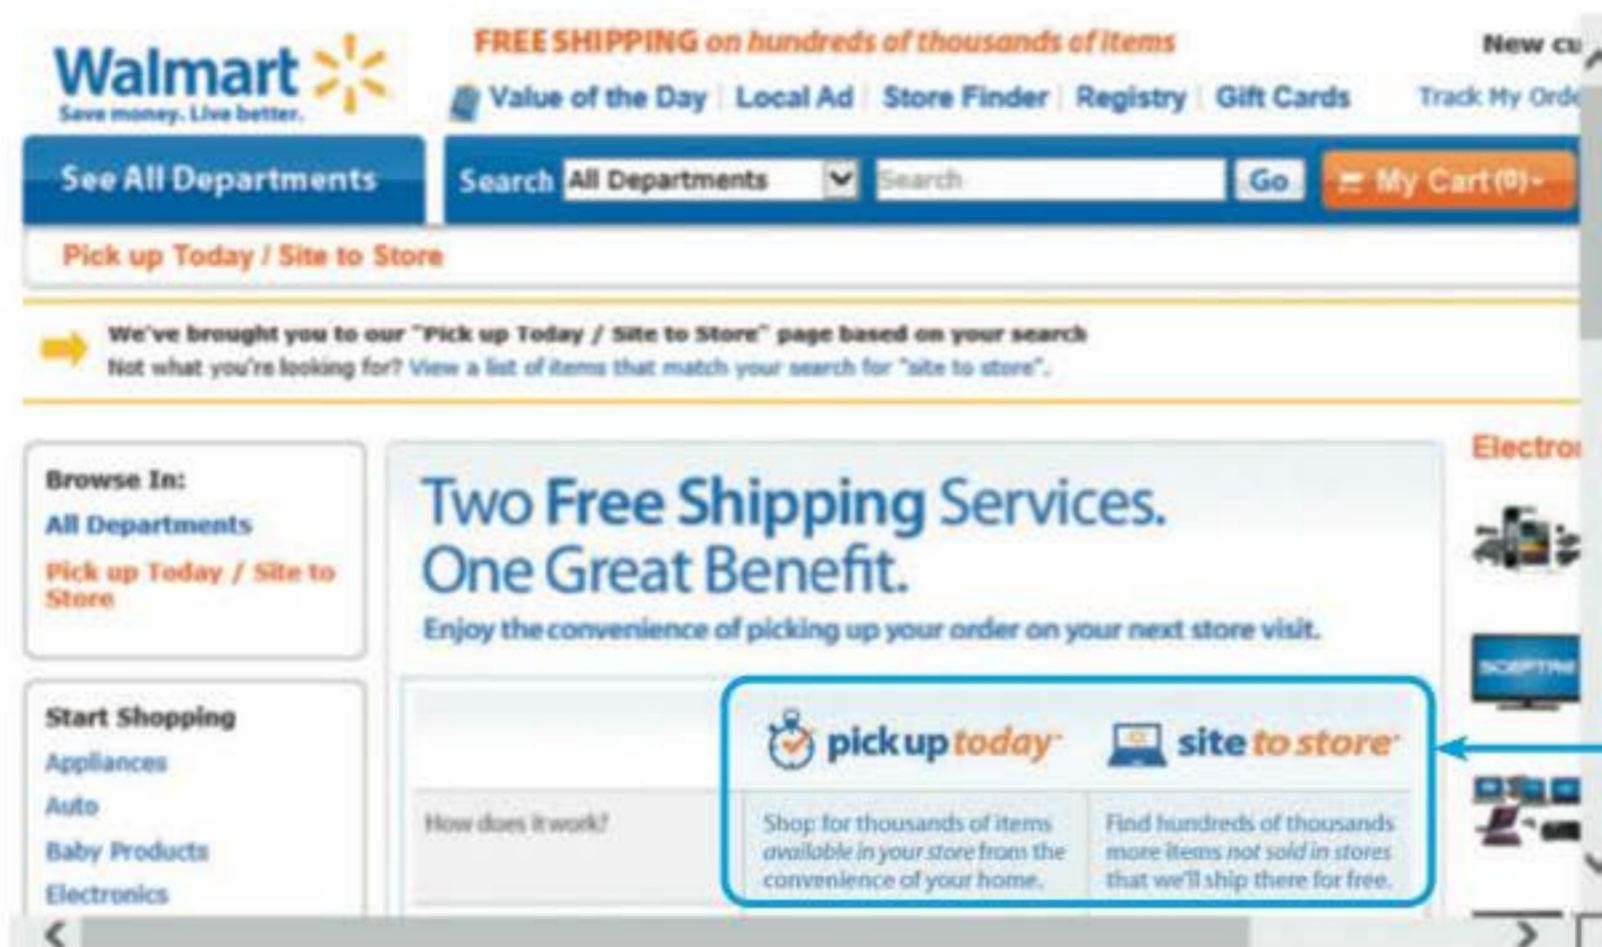 FREE SHIPPING on hundreds of thousands of items
New cu
Walmart
Save money. Live better.
Value of the Day
Local Ad
Store Finder
Registry
Gift Cards
Track My Orde
See All Departments
Search
All Departments
Search
Go
My Cart (0)
Pick up Today / Site to Store
We've brought you to our "Pick up Today / Site to Store" page based on your search
Not what you're looking for? View a list of items that match your search for "site to store".
Browse In:
All Departments
Pick up Today / Site to
Store
Start Shopping
Appliances
Auto
Baby Products
Electronics
Two Free Shipping Services.
One Great Benefit.
Enjoy the convenience of picking up your order on your next store visit.
pick up today
site to store
How does it work?
Shop for thousands of items
available in your store from the
convenience of your home.
Find hundreds of thousands
more items not sold in stores
that we'll ship there for free.
Electro
SCEPTRE